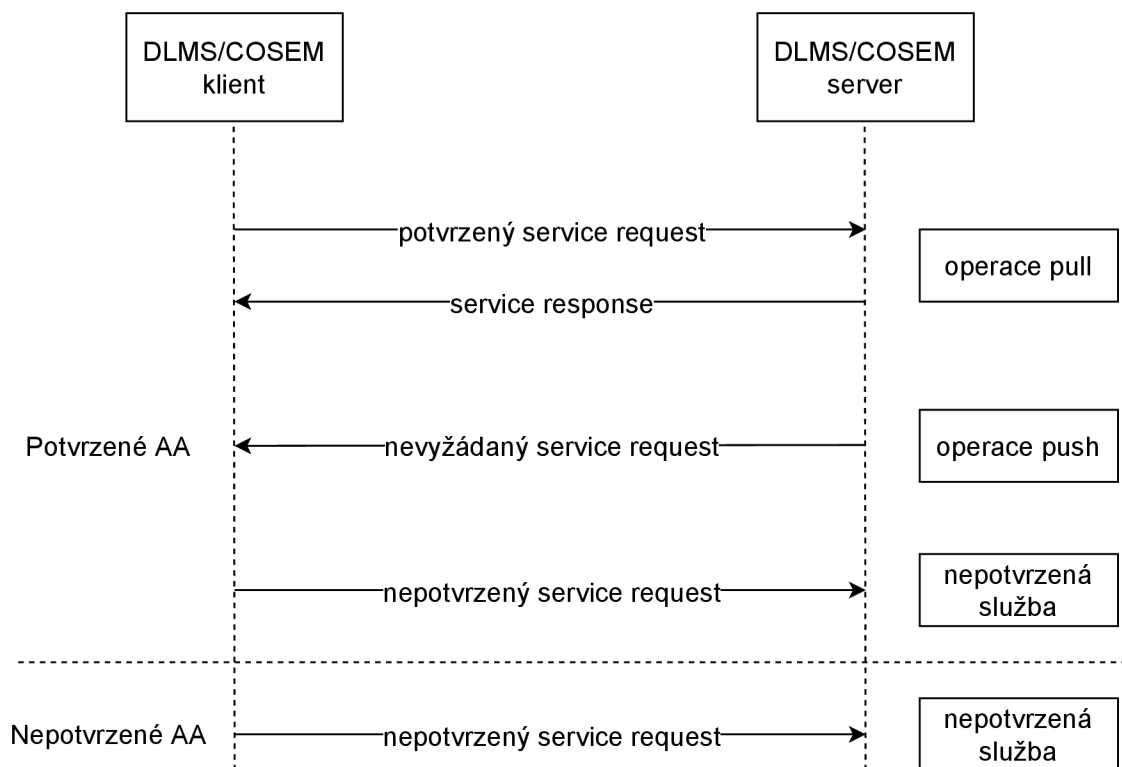 DLMS/COSEM
klient
DLMS/COSEM
server
potvrzený service request
operace pull
service response
Potvrzené AA
nevyžádaný service request
operace push
nepotvrzený service request
nepotvrzená
služba
Nepotvrzené AA
nepotvrzený service request
nepotvrzená
služba